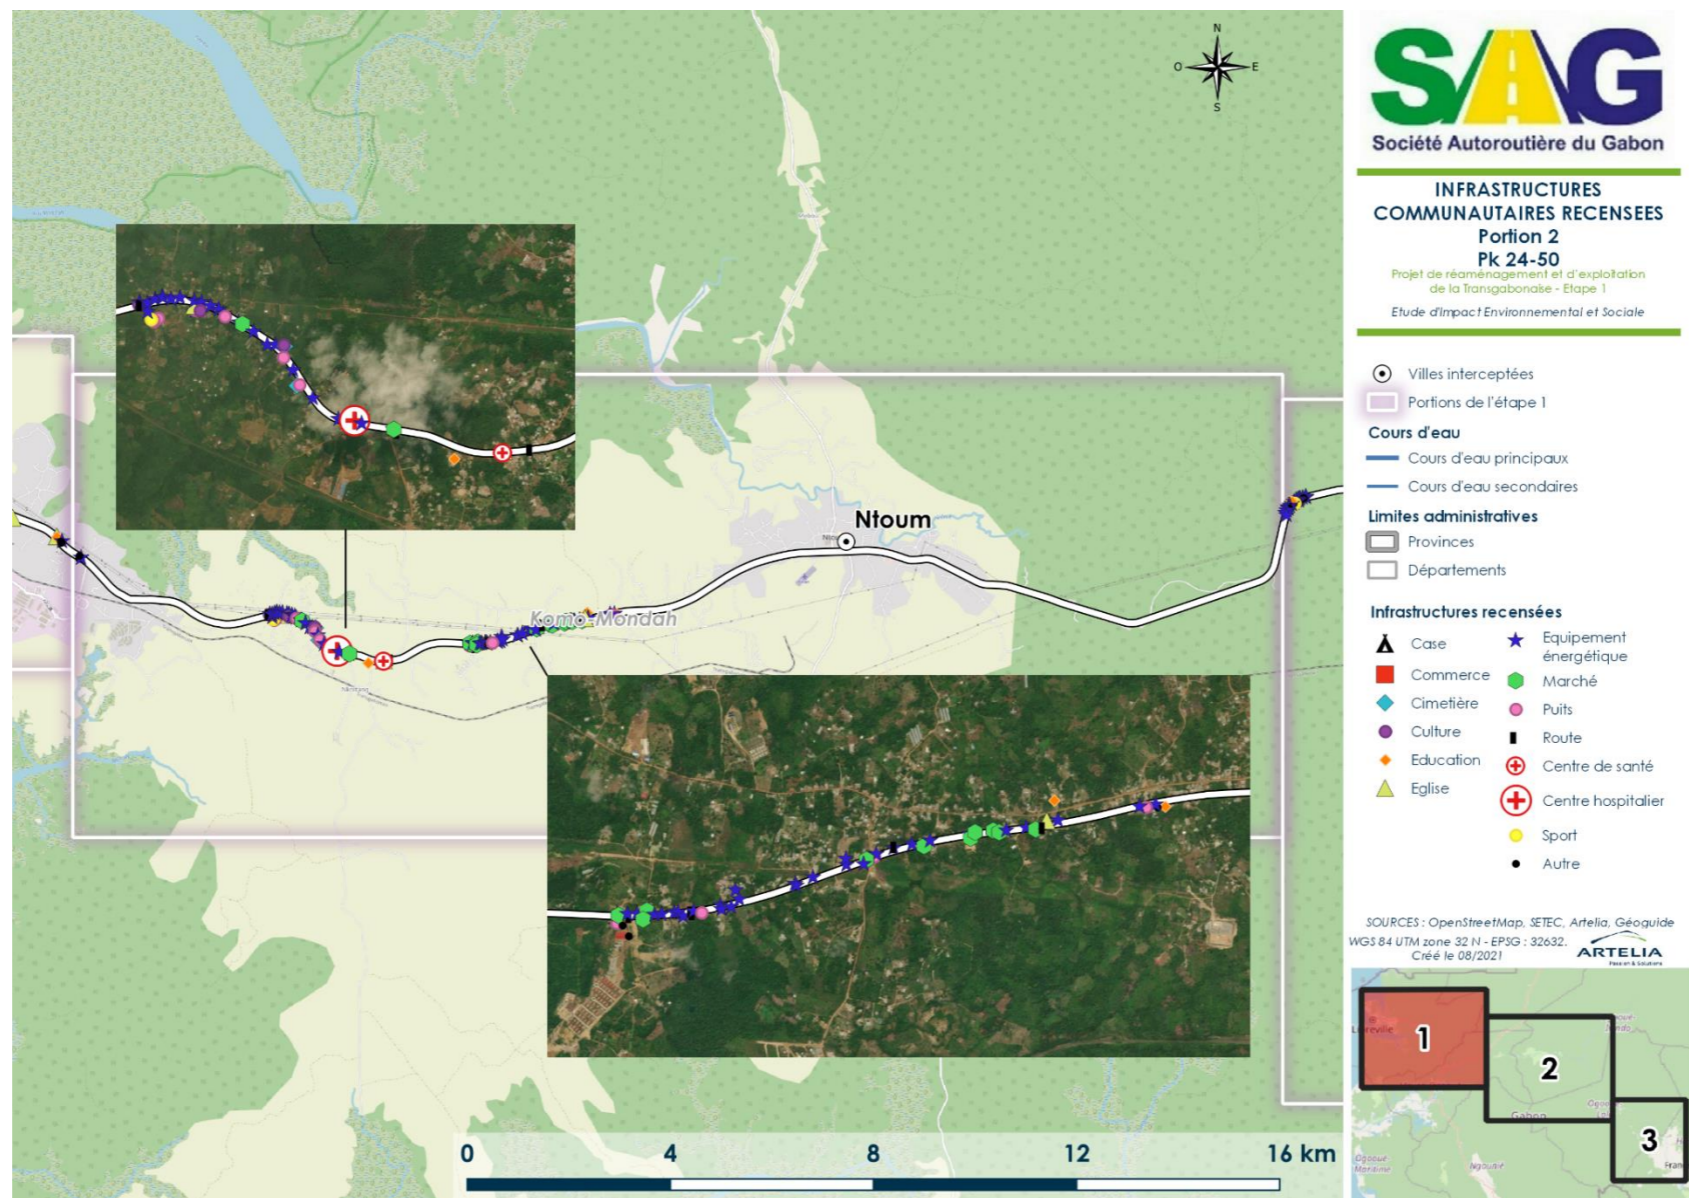 N
O
E
S
Ntoum
Komo-Mondah
0 4 8 12 16 km
SAG
Société Autoroutière du Gabon
INFRASTRUCTURES
COMMUNAUTAIRES RECENSEES
Portion 2
Pk 24-50
Projet de réaménagement et d'exploitation
de la Transgabonaise - Etape 1
Etude d'Impact Environnemental et Sociale
Villes interceptées
Portions de l'étape 1
Cours d'eau
Cours d'eau principaux
Cours d'eau secondaires
Limites administratives
Provinces
Départements
Infrastructures recensées
Case
Commerce
Cimetière
Culture
Education
Eglise
Equipement
énergétique
Marché
Puits
Route
Centre de santé
Centre hospitalier
Sport
Autre
SOURCES : OpenStreetMap, SETEC, Artelia, Géoguide
WGS 84 UTM zone 32 N - EPSG : 32632.
Créé le 08/2021
ARTELIA
Passion & Solutions
1
2
3
Gabon
Ngounié
Ogooué
Maritime